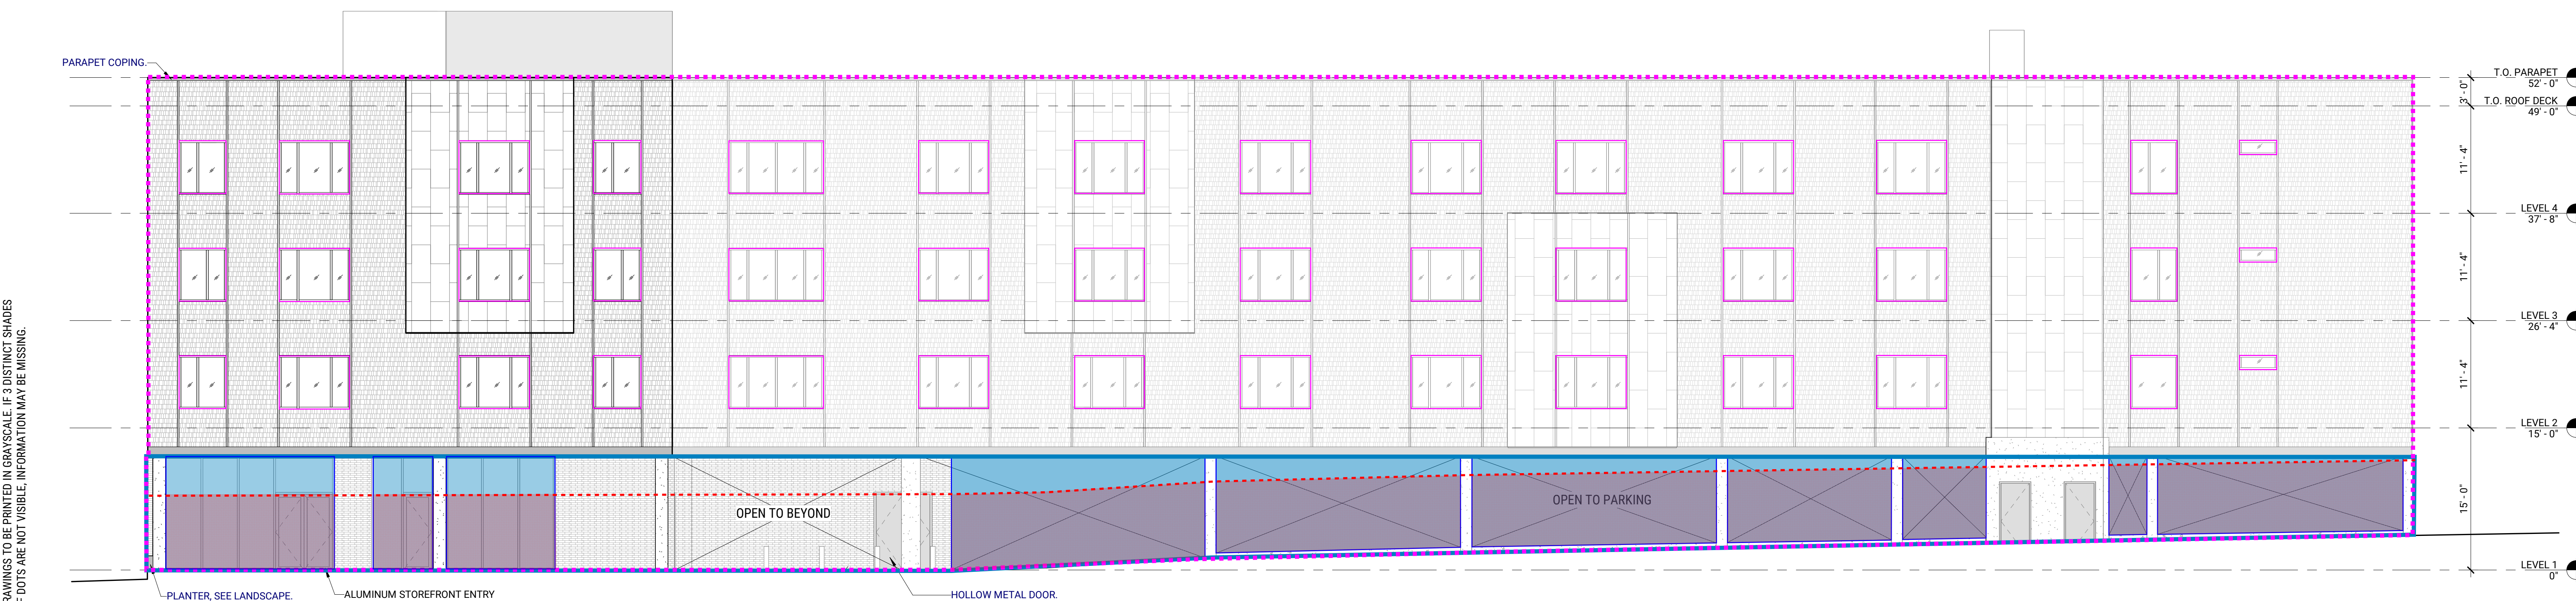 PARAPET COPING.
T.O. PARAPET
52' - 0"
3' - 0"
T.O. ROOF DECK
49' - 0"
11' - 4"
LEVEL 4
37' - 8"
11' - 4"
LEVEL 3
26' - 4"
11' - 4"
LEVEL 2
15' - 0"
15' - 0"
LEVEL 1
0"
OPEN TO BEYOND
OPEN TO PARKING
PLANTER, SEE LANDSCAPE.
ALUMINUM STOREFRONT ENTRY
HOLLOW METAL DOOR.
RAWINGS TO BE PRINTED IN GRAYSCALE. IF 3 DISTINCT SHADES
F DOTS ARE NOT VISIBLE, INFORMATION MAY BE MISSING.